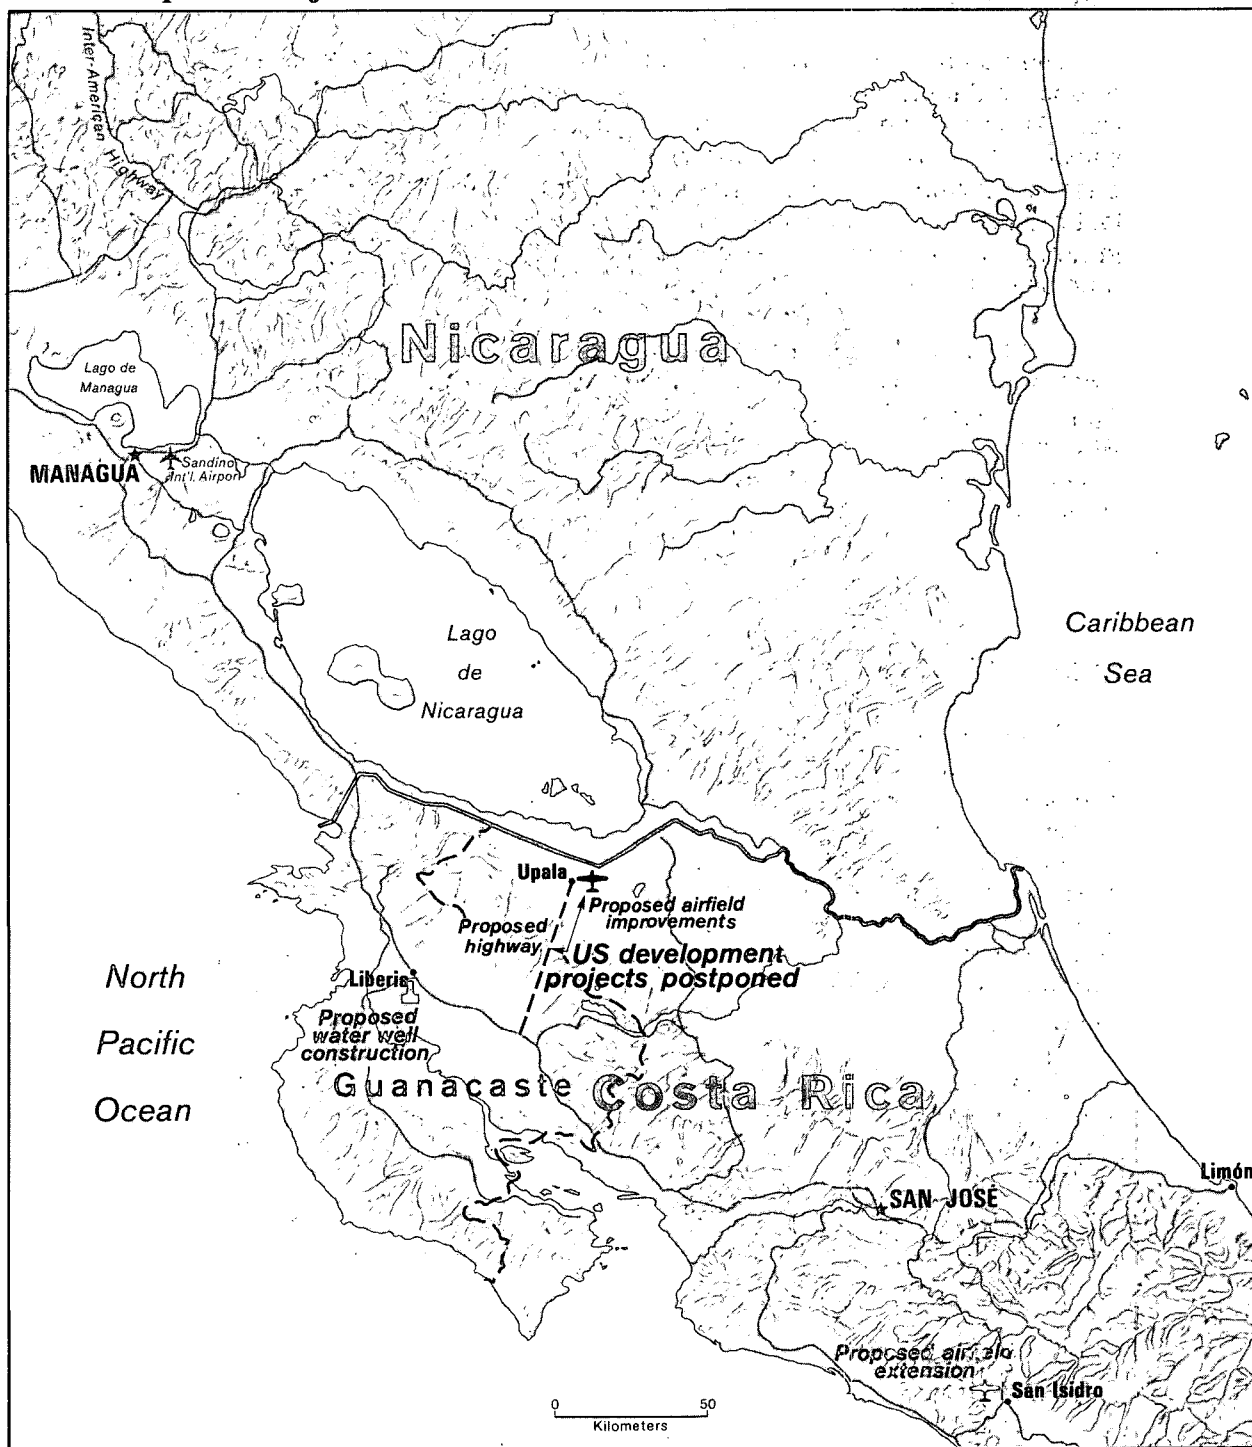 Inter-American Highway
Nicaragua
Lago de
Managua
MANAGUA
Sandino
Int'l. Airport
Lago
de
Nicaragua
Caribbean
Sea
Upala
Proposed airfield
improvements
Proposed
highway
US development
projects postponed
North
Pacific
Ocean
Liberia
Proposed
water well
construction
Guanacaste
Costa Rica
Limón
SAN JOSÉ
Proposed airfield
extension
San Isidro
0 50
Kilometers